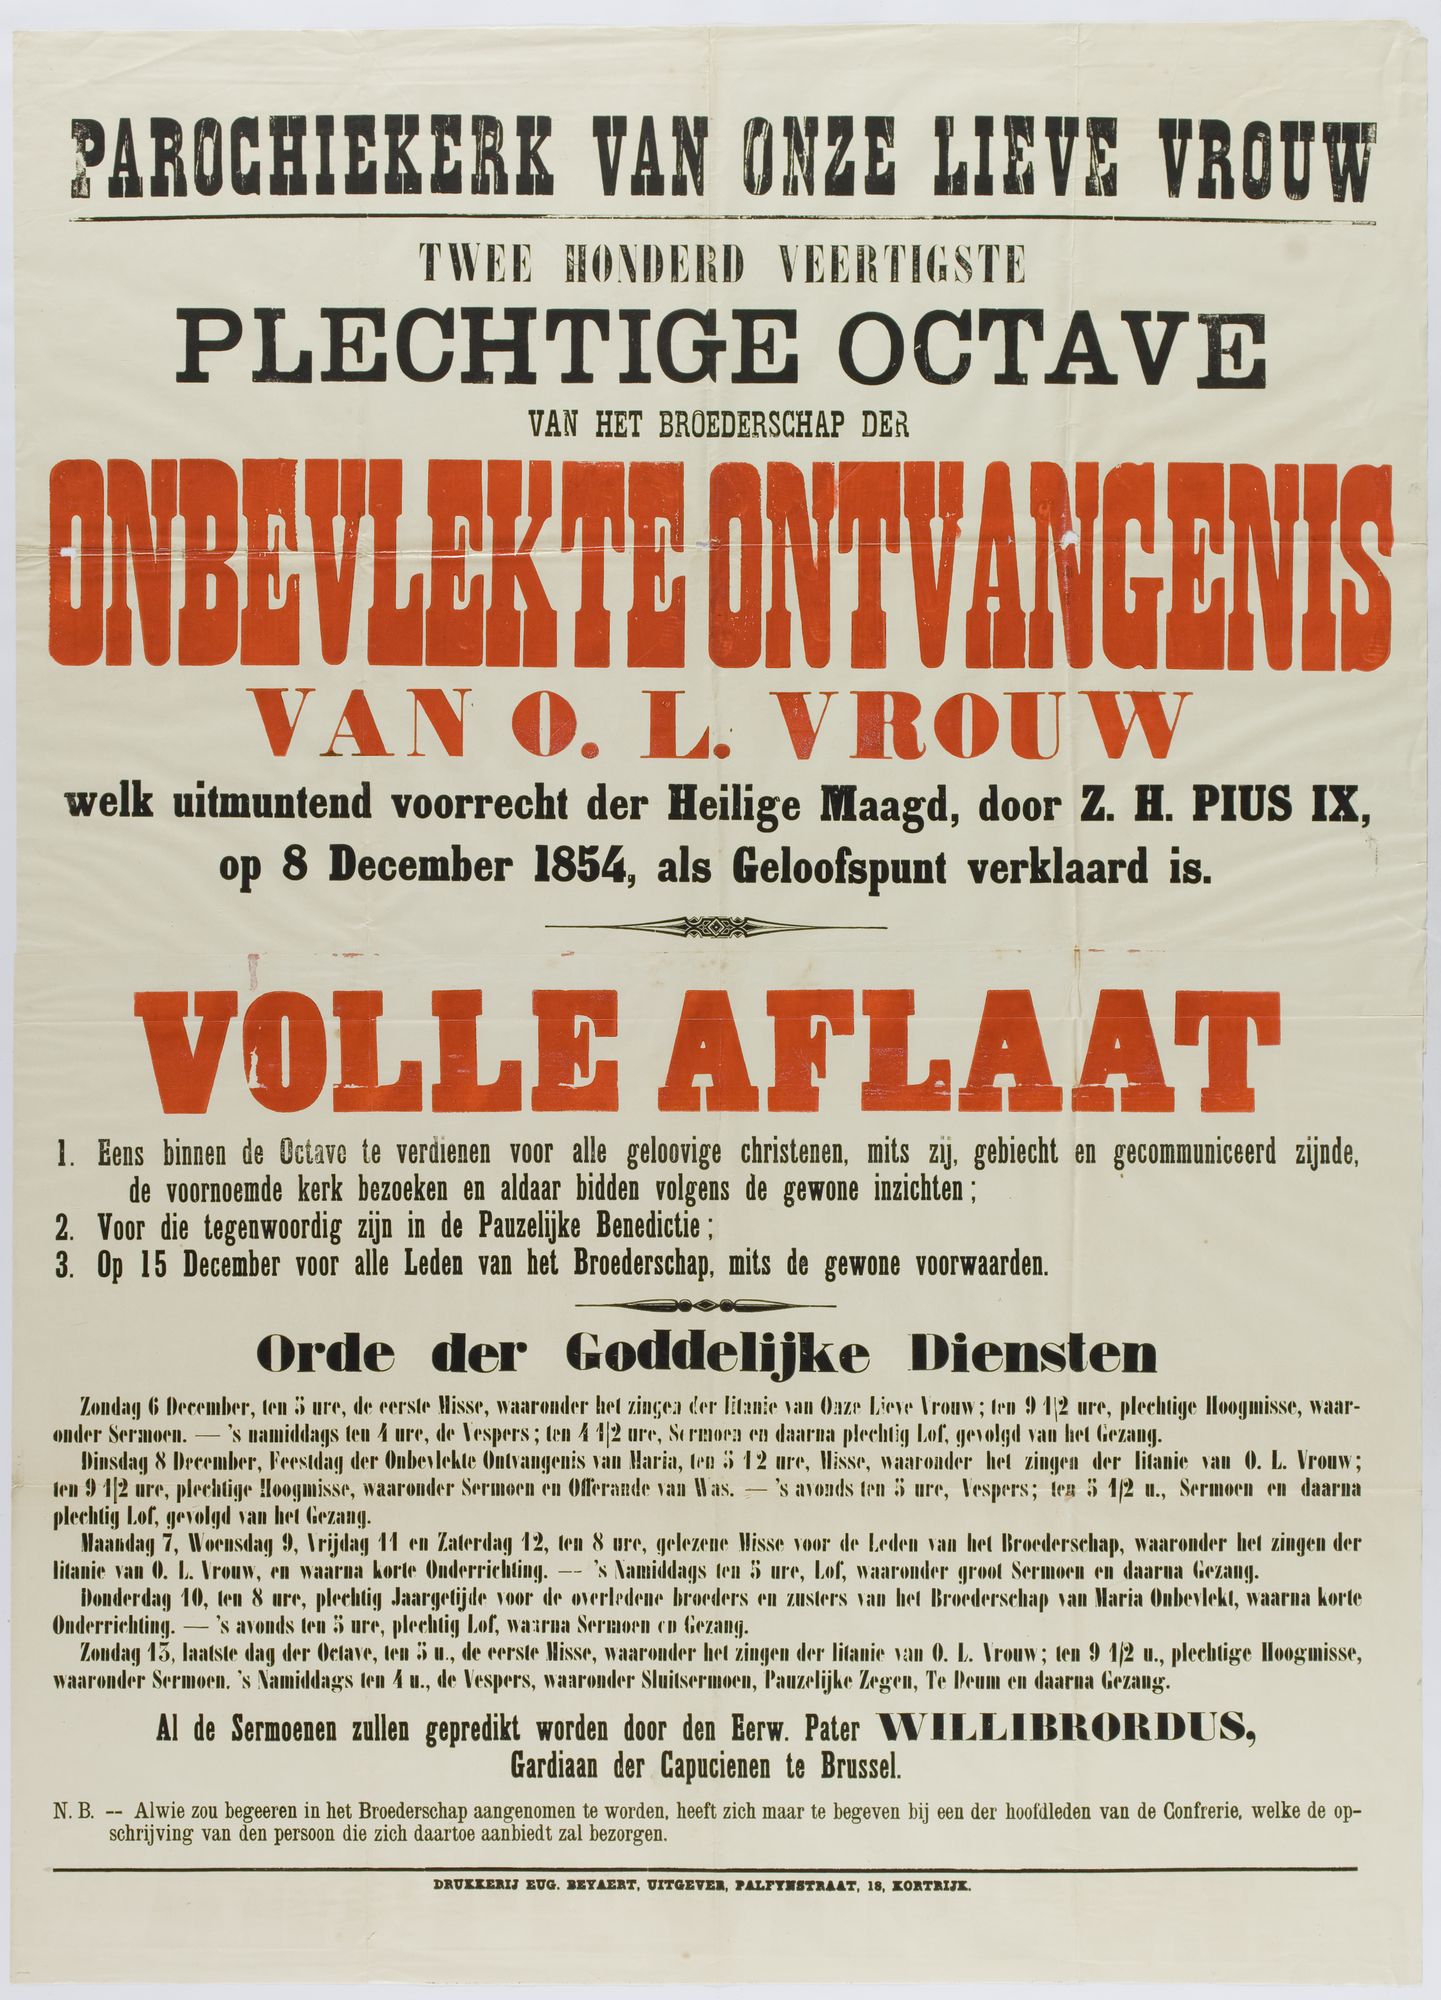 PAROCHIEKERK VAN ONZE LIEVE VROUW
TWEE HONDERD VEERTIGSTE
PLECHTIGE OCTAVE
VAN HET BROEDERSCHAP DER
ONBEVLEKTE ONTVANGENIS
VAN O. L. VROUW
welk uitmuntend voorrecht der Heilige Maagd, door Z. H. PIUS IX,
op 8 December 1854, als Geloofspunt verklaard is.
VOLLE AFLAAT
1. Eens binnen de Octave te verdienen voor alle geloovige christenen, mits zij, gebiecht en gecommuniceerd zijnde,
de voornoemde kerk bezoeken en aldaar bidden volgens de gewone inzichten;
2. Voor die tegenwoordig zijn in de Pauzelijke Benedictie;
3. Op 15 December voor alle Leden van het Broederschap, mits de gewone voorwaarden.
Orde der Goddelijke Diensten
Zondag 6 December, ten 5 ure, de eerste Misse, waaronder het zingen der litanie van Onze Lieve Vrouw; ten 9 1/2 ure, plechtige Hoogmisse, waar-
onder Sermoen. — 's namiddags ten 4 ure, de Vespers; ten 4 1/2 ure, Sermoen en daarna plechtig Lof, gevolgd van het Gezang.
Dinsdag 8 December, Feestdag der Onbevlekte Ontvangenis van Maria, ten 5 12 ure, Misse, waaronder het zingen der litanie van O. L. Vrouw;
ten 9 1/2 ure, plechtige Hoogmisse, waaronder Sermoen en Offerande van Was. — 's avonds ten 5 ure, Vespers; ten 5 1/2 u., Sermoen en daarna
plechtig Lof, gevolgd van het Gezang.
Maandag 7, Woensdag 9, Vrijdag 11 en Zaterdag 12, ten 8 ure, gelezene Misse voor de Leden van het Broederschap, waaronder het zingen der
litanie van O. L. Vrouw, en waarna korte Onderrichting. — 's Namiddags ten 5 ure, Lof, waaronder groot Sermoen en daarna Gezang.
Donderdag 10, ten 8 ure, plechtig Jaargetijde voor de overledene broeders en zusters van het Broederschap van Maria Onbevlekt, waarna korte
Onderrichting. — 's avonds ten 5 ure, plechtig Lof, waarna Sermoen en Gezang.
Zondag 13, laatste dag der Octave, ten 5 u., de eerste Misse, waaronder het zingen der litanie van O. L. Vrouw; ten 9 1/2 u., plechtige Hoogmisse,
waaronder Sermoen. 's Namiddags ten 4 u., de Vespers, waaronder Sluitsermoen, Pauzelijke Zegen, Te Deum en daarna Gezang.
Al de Sermoenen zullen gepredikt worden door den Eerw. Pater WILLIBRORDUS,
Gardiaan der Capucienen te Brussel.
N. B. -- Alwie zou begeeren in het Broederschap aangenomen te worden, heeft zich maar te begeven bij een der hoofdleden van de Confrerie, welke de op-
schrijving van den persoon die zich daartoe aanbiedt zal bezorgen.
DRUKKERIJ EUG. BEYAERT, UITGEVER, PALFYNSTRAAT, 18, KORTRIJK.